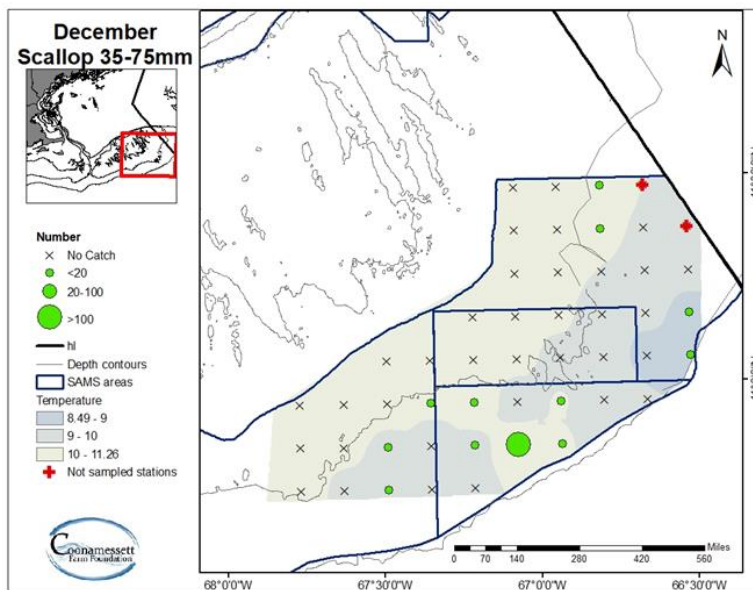 December
Scallop 35-75mm
N
Number
No Catch
<20
20-100
>100
hl
Depth contours
SAMS areas
Temperature
8.49 - 9
9 - 10
10 - 11.26
Not sampled stations
Coonamessett
Farm Foundation
Miles
0 70 140 280 420 560
68°0'0"W 67°30'0"W 67°0'0"W 66°30'0"W